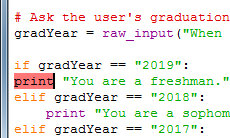 # Ask the user's graduation
gradYear = raw_input("When
if gradYear == "2019":
print "You are a freshman."
elif gradYear == "2018":
print "You are a sophom
elif gradYear == "2017":